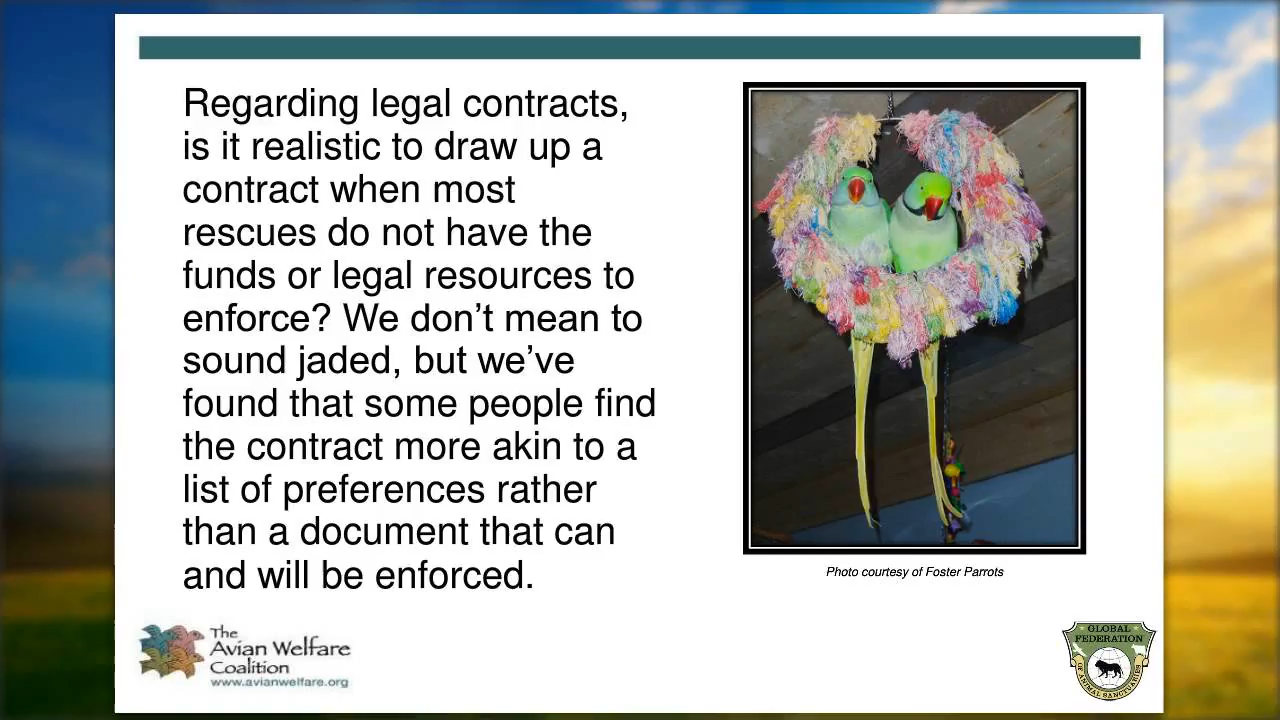 Regarding legal contracts,
is it realistic to draw up a
contract when most
rescues do not have the
funds or legal resources to
enforce? We don’t mean to
sound jaded, but we’ve
found that some people find
the contract more akin to a
list of preferences rather
than a document that can
and will be enforced.
Photo courtesy of Foster Parrots
The
Avian Welfare
Coalition
www.avianwelfare.org
GLOBAL
FEDERATION
OF ANIMAL SANCTUARIES